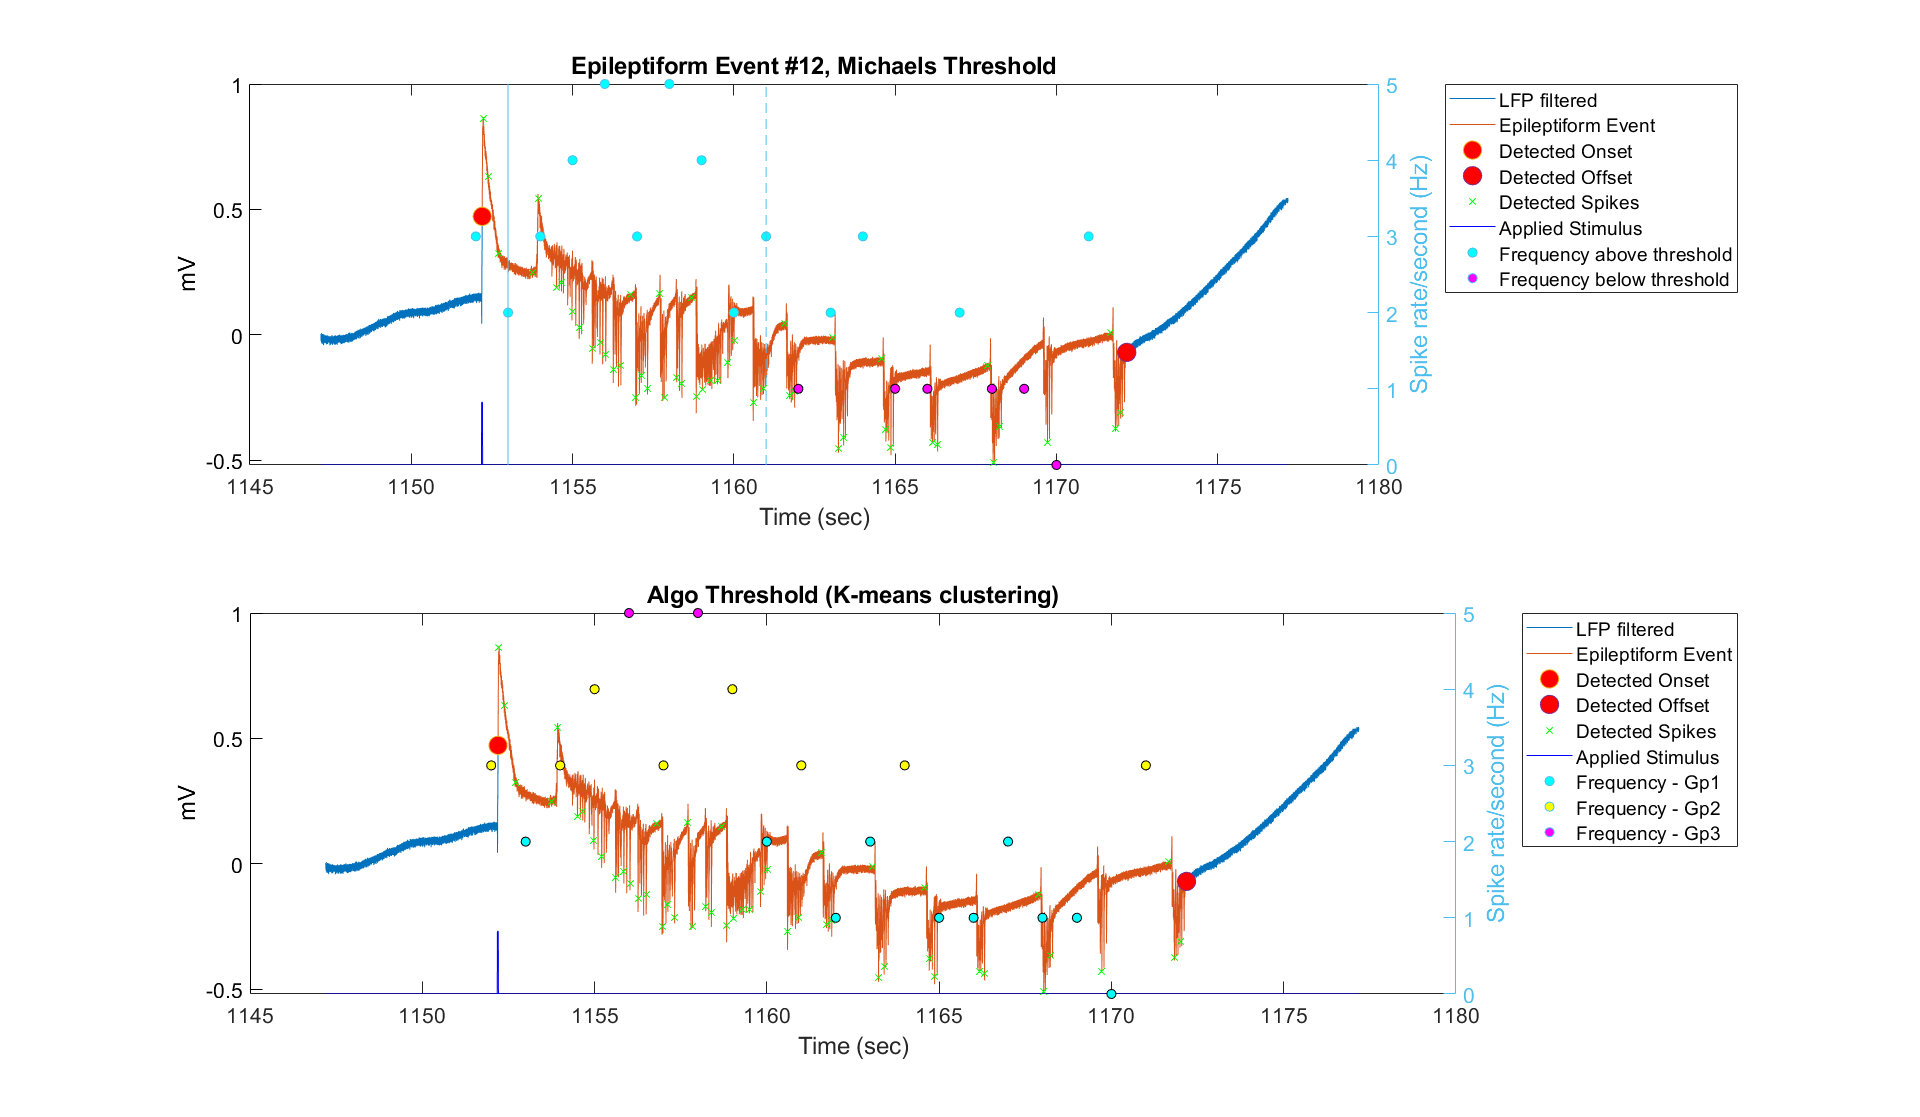 Epileptiform Event #12, Michaels Threshold
1
0.5
0
-0.5
mV
1145
1150
1155
1160
1165
1170
1175
1180
Time (sec)
5
4
3
2
1
0
Spike rate/second (Hz)
LFP filtered
Epileptiform Event
Detected Onset
Detected Offset
Detected Spikes
Applied Stimulus
Frequency above threshold
Frequency below threshold
Algo Threshold (K-means clustering)
1
0.5
0
-0.5
mV
1145
1150
1155
1160
1165
1170
1175
1180
Time (sec)
5
4
3
2
1
0
Spike rate/second (Hz)
LFP filtered
Epileptiform Event
Detected Onset
Detected Offset
Detected Spikes
Applied Stimulus
Frequency - Gp1
Frequency - Gp2
Frequency - Gp3